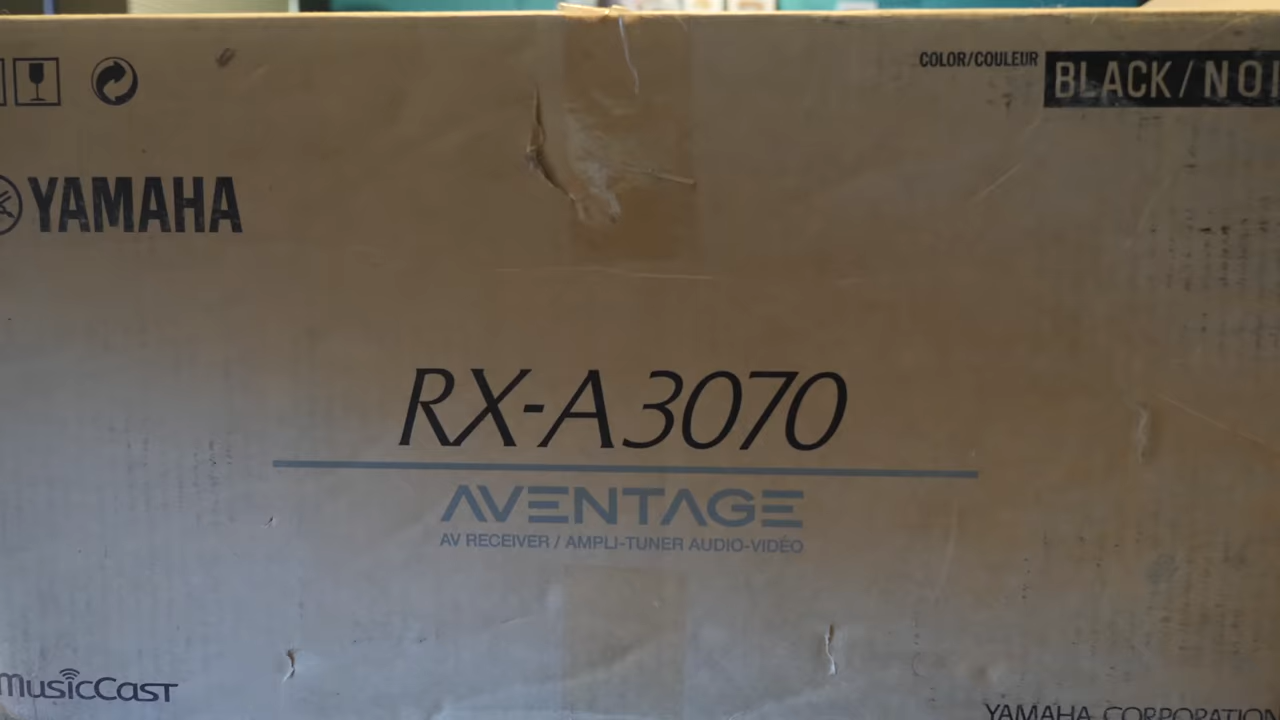 COLOR/COULEUR
BLACK/NOI
YAMAHA
RX-A3070
AVENTAGE
AV RECEIVER / AMPLI-TUNER AUDIO-VIDÉO
MusicCast
YAMAHA CORPORATION